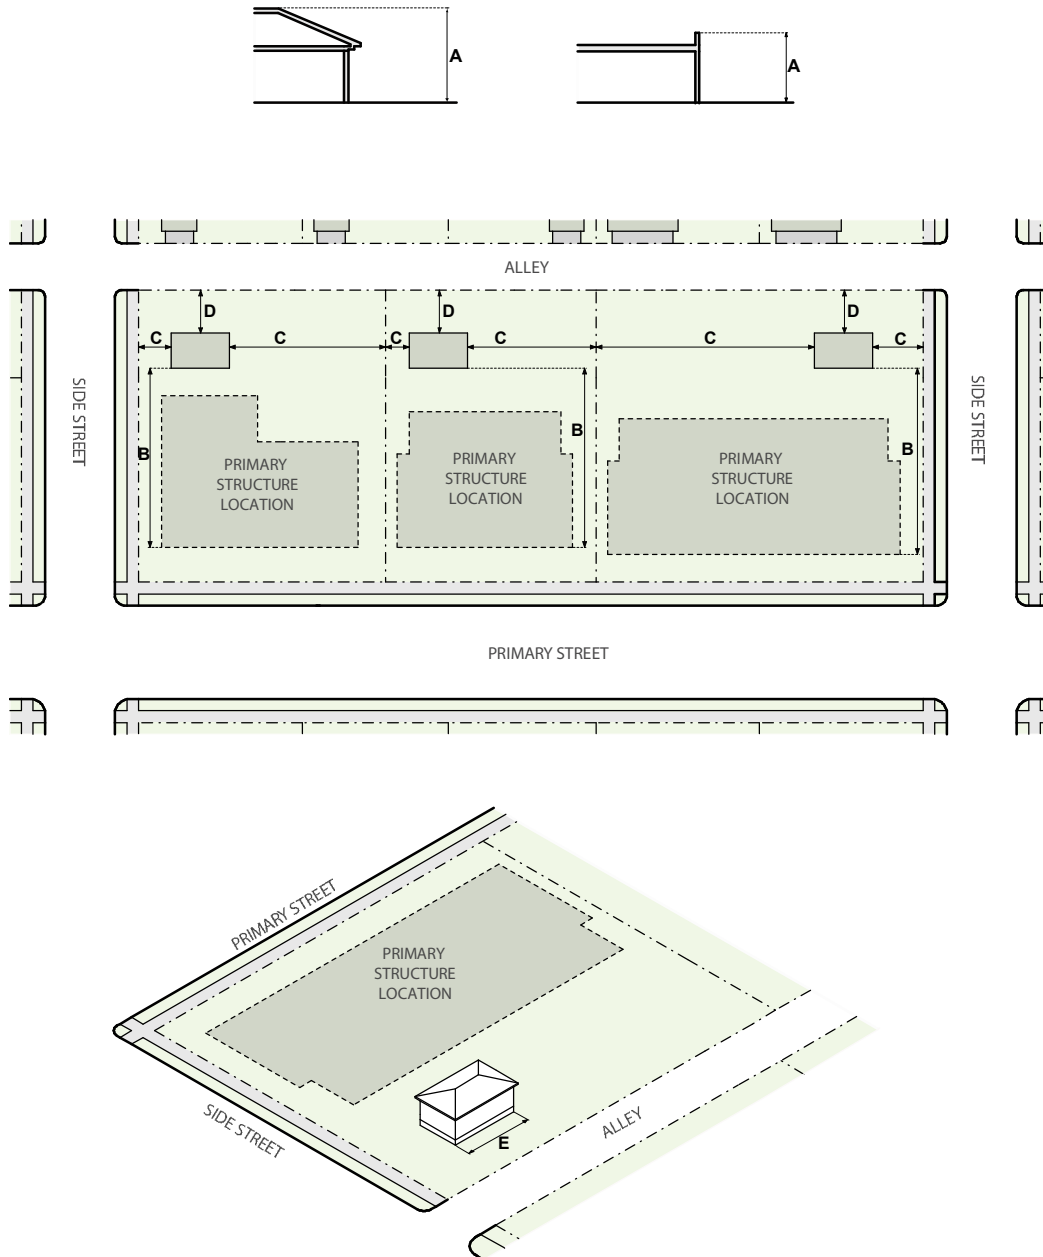 A
A
ALLEY
D
D
D
C
C
C
C
C
C
SIDE STREET
SIDE STREET
B
B
B
PRIMARY
STRUCTURE
LOCATION
PRIMARY
STRUCTURE
LOCATION
PRIMARY
STRUCTURE
LOCATION
PRIMARY STREET
PRIMARY STREET
PRIMARY
STRUCTURE
LOCATION
SIDE STREET
E
ALLEY